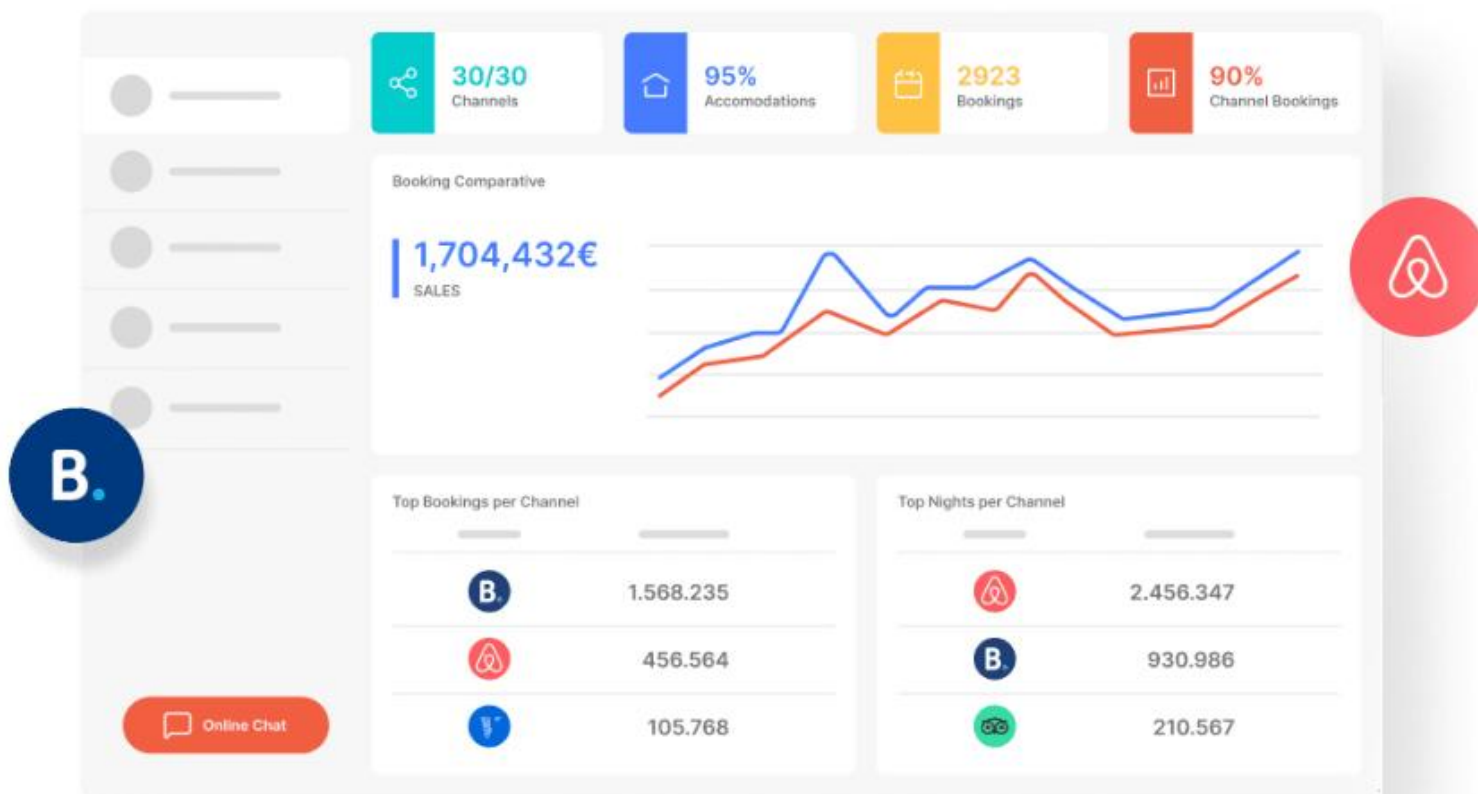 30/30
Channels
95%
Accomodations
2923
Bookings
90%
Channel Bookings
Booking Comparative
1,704,432€
SALES
B.
Top Bookings per Channel
B. 1.568.235
456.564
105.768
Top Nights per Channel
2.456.347
B. 930.986
210.567
Online Chat